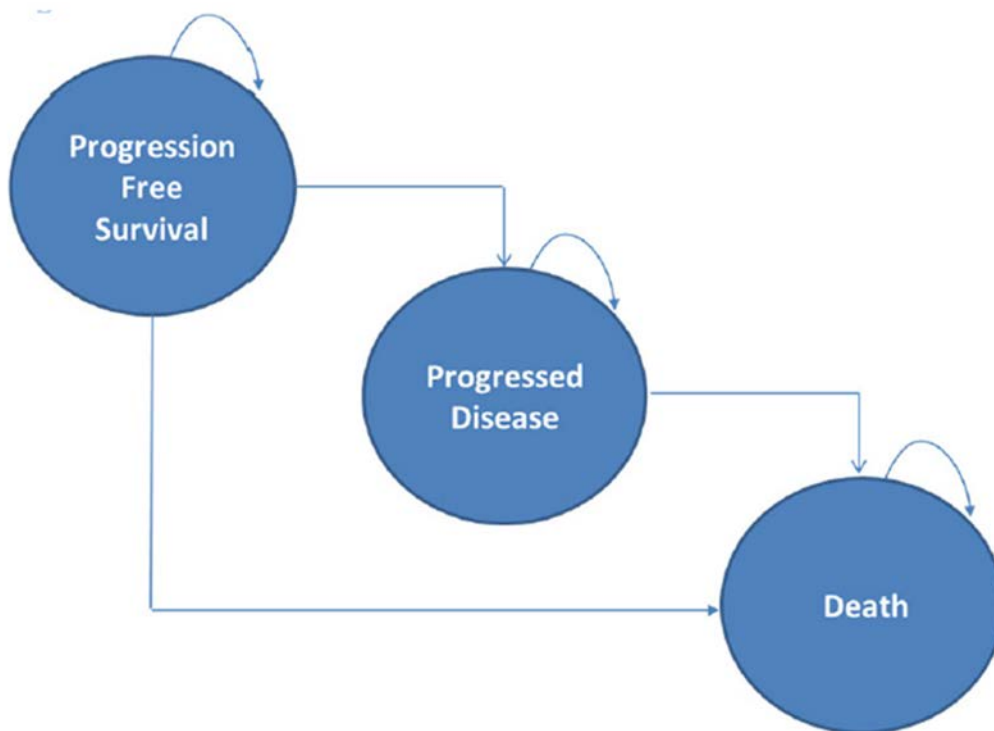 Progression
Free
Survival
Progressed
Disease
Death